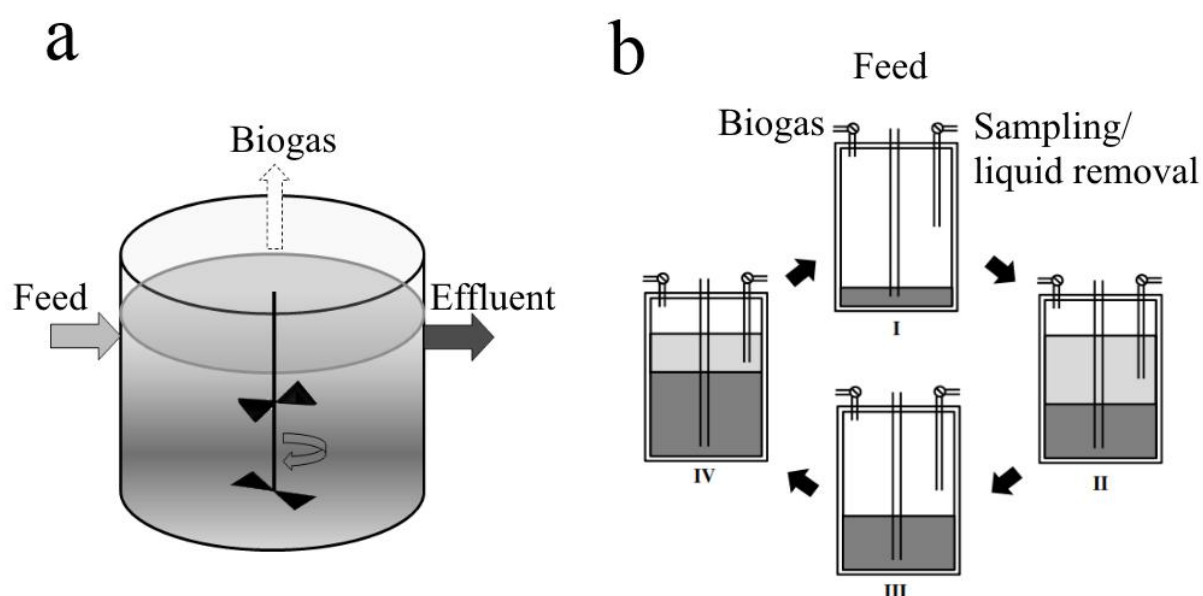 a
Biogas
Feed
Effluent
b
Feed
Biogas
Sampling/
liquid removal
I
II
III
IV